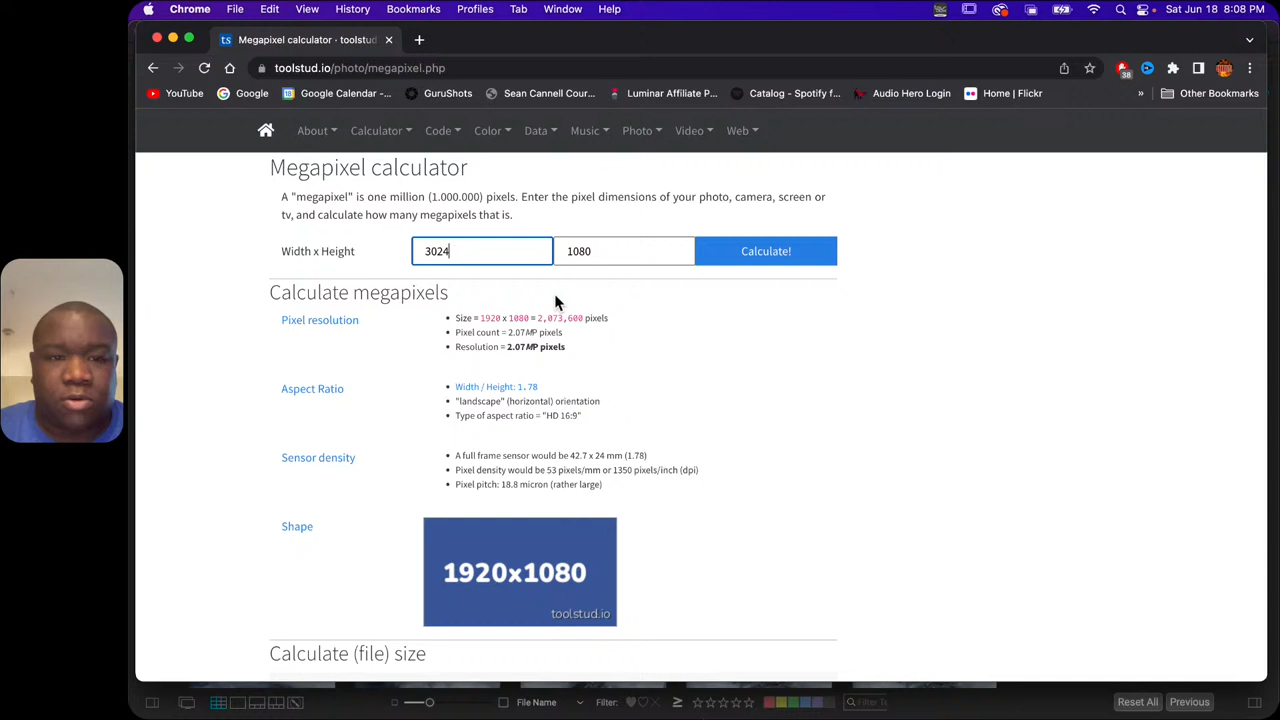 Chrome File Edit View History Bookmarks Profiles Tab Window Help Sat Jun 18 8:08 PM
ts Megapixel calculator · toolstud
toolstud.io/photo/megapixel.php
38
YouTube Google Google Calendar -... GuruShots Sean Cannell Cour... Luminar Affiliate P... Catalog - Spotify f... Audio Hero Login Home | Flickr » Other Bookmarks
About Calculator Code Color Data Music Photo Video Web
Megapixel calculator
A "megapixel" is one million (1.000.000) pixels. Enter the pixel dimensions of your photo, camera, screen or
tv, and calculate how many megapixels that is.
Width x Height 3024 1080 Calculate!
Calculate megapixels
Pixel resolution
• Size = 1920 x 1080 = 2,073,600 pixels
• Pixel count = 2.07MP pixels
• Resolution = 2.07MP pixels
Aspect Ratio
• Width / Height: 1.78
• "landscape" (horizontal) orientation
• Type of aspect ratio = "HD 16:9"
Sensor density
• A full frame sensor would be 42.7 x 24 mm (1.78)
• Pixel density would be 53 pixels/mm or 1350 pixels/inch (dpi)
• Pixel pitch: 18.8 micron (rather large)
Shape
1920x1080
toolstud.io
Calculate (file) size
File Name Filter: ≥ Filter Reset All Previous